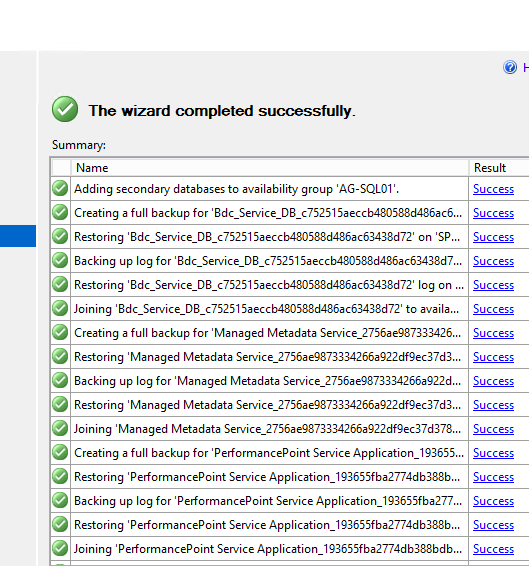 H
The wizard completed successfully.
Summary:
Name Result
Adding secondary databases to availability group 'AG-SQL01'. Success
Creating a full backup for 'Bdc_Service_DB_c752515aeccb480588d486ac6... Success
Restoring 'Bdc_Service_DB_c752515aeccb480588d486ac63438d72' on 'SP... Success
Backing up log for 'Bdc_Service_DB_c752515aeccb480588d486ac63438d7... Success
Restoring 'Bdc_Service_DB_c752515aeccb480588d486ac63438d72' log on ... Success
Joining 'Bdc_Service_DB_c752515aeccb480588d486ac63438d72' to availa... Success
Creating a full backup for 'Managed Metadata Service_2756ae987333426... Success
Restoring 'Managed Metadata Service_2756ae9873334266a922df9ec37d3... Success
Backing up log for 'Managed Metadata Service_2756ae9873334266a922d... Success
Restoring 'Managed Metadata Service_2756ae9873334266a922df9ec37d3... Success
Joining 'Managed Metadata Service_2756ae9873334266a922df9ec37d378... Success
Creating a full backup for 'PerformancePoint Service Application_193655... Success
Restoring 'PerformancePoint Service Application_193655fba2774db388b... Success
Backing up log for 'PerformancePoint Service Application_193655fba277... Success
Restoring 'PerformancePoint Service Application_193655fba2774db388b... Success
Joining 'PerformancePoint Service Application_193655fba2774db388bdb... Success